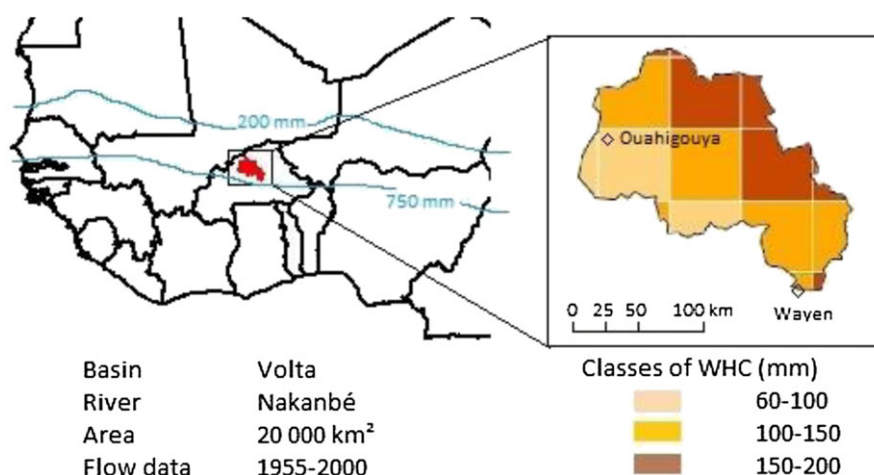 200 mm
750 mm
Ouahigouya
Wayen
0 25 50 100 km
Basin Volta
River Nakanbé
Area 20 000 km²
Flow data 1955-2000
Classes of WHC (mm)
60-100
100-150
150-200